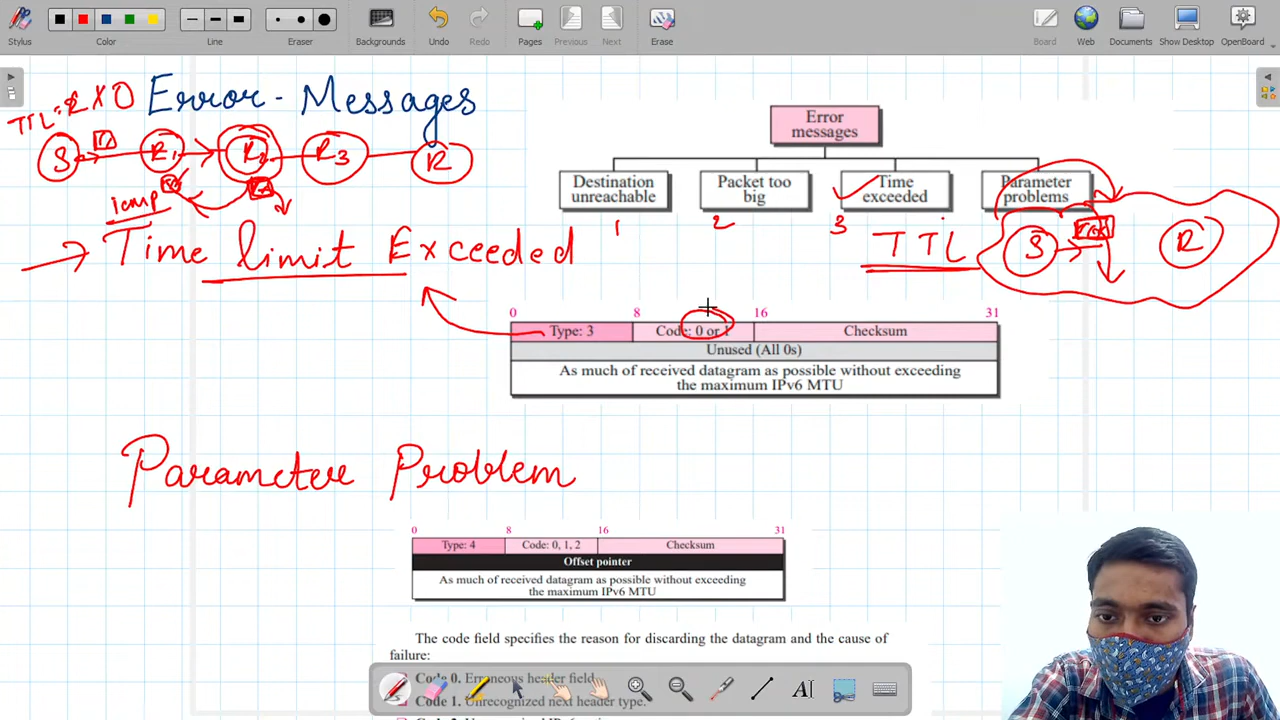 Stylus
Color
Line
Eraser
Backgrounds
Undo
Redo
Pages
Previous
Next
Erase
Board
Web
Documents
Show Desktop
OpenBoard
Error - Messages
TTL:
S
R1
R2
R3
R
icmp
Time limit Exceeded
Error
messages
Destination
unreachable
Packet too
big
Time
exceeded
Parameter
problems
1
2
3
TTL
S
R
0 8 16 31
Type: 3 Code: 0 or 1 Checksum
Unused (All 0s)
As much of received datagram as possible without exceeding
the maximum IPv6 MTU
Parameter Problem
0 8 16 31
Type: 4 Code: 0, 1, 2 Checksum
Offset pointer
As much of received datagram as possible without exceeding
the maximum IPv6 MTU
The code field specifies the reason for discarding the datagram and the cause of
failure:
Code 0. Erroneous header field.
Code 1. Unrecognized next header type.